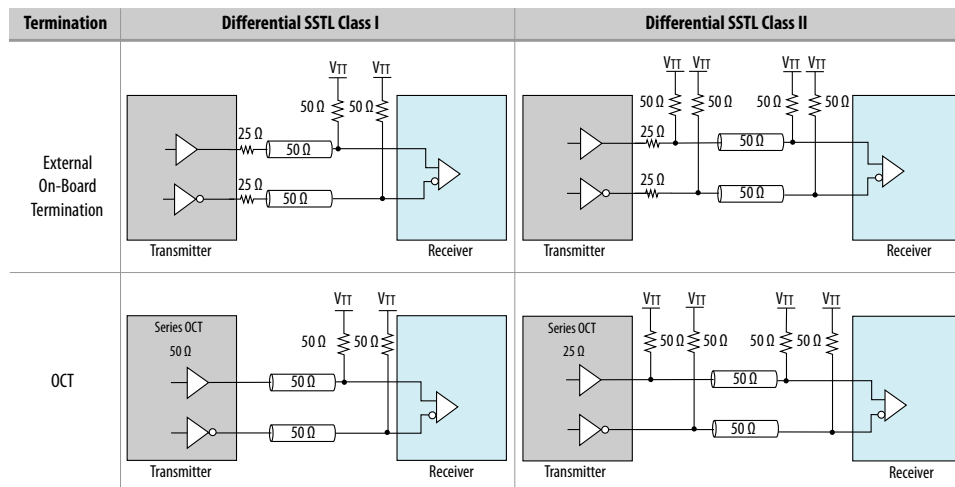 Termination Differential SSTL Class I Differential SSTL Class II
External
On-Board
Termination
VTT VTT
50 Ω 50 Ω
25 Ω
50 Ω
25 Ω
50 Ω
Transmitter Receiver
VTT VTT VTT VTT
50 Ω 50 Ω 50 Ω 50 Ω
25 Ω
50 Ω
25 Ω
50 Ω
Transmitter Receiver
OCT
VTT VTT
Series OCT
50 Ω
50 Ω 50 Ω
50 Ω
50 Ω
Transmitter Receiver
VTT VTT VTT VTT
Series OCT
25 Ω
50 Ω 50 Ω 50 Ω 50 Ω
50 Ω
50 Ω
Transmitter Receiver